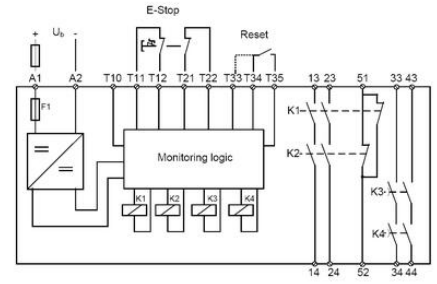 E-Stop
+ U_b -
Reset
A1 A2 T10 T11 T12 T21 T22 T33 T34 T35 13 23 51 33 43
F1
K1
Monitoring logic
K2
K1 K2 K3 K4
K3
K4
14 24 52 34 44